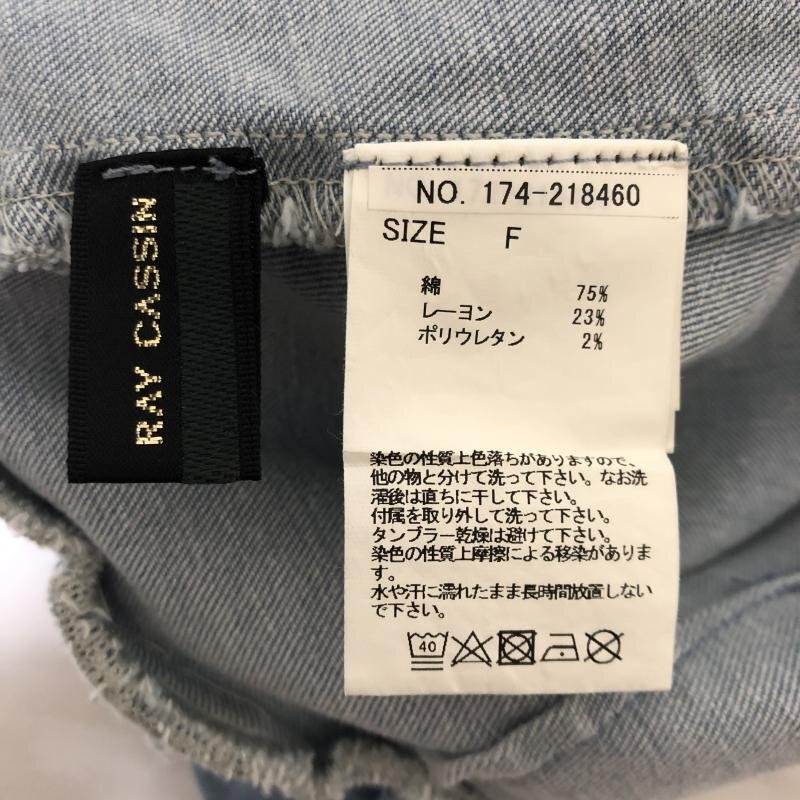 RAY CASSIN
NO. 174-218460
SIZE F
綿 75%
レーヨン 23%
ポリウレタン 2%
染色の性質上色落ちがありますので、
他の物と分けて洗って下さい。なお洗
濯後は直ちに干して下さい。
付属を取り外して洗って下さい。
タンブラー乾燥は避けて下さい。
染色の性質上摩擦による移染がありま
す。
水や汗に濡れたまま長時間放置しない
で下さい。
40